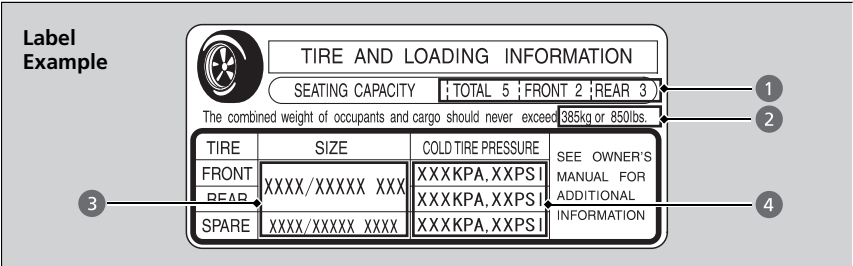 Label
Example
TIRE AND LOADING INFORMATION
SEATING CAPACITY TOTAL 5 FRONT 2 REAR 3
1
The combined weight of occupants and cargo should never exceed 385kg or 850lbs.
2
TIRE SIZE COLD TIRE PRESSURE
SEE OWNER'S
MANUAL FOR
ADDITIONAL
INFORMATION
FRONT XXXX/XXXXX XXX XXXKPA,XXPSI
REAR XXXKPA,XXPSI
3
4
SPARE XXXX/XXXXX XXXX XXXKPA,XXPSI